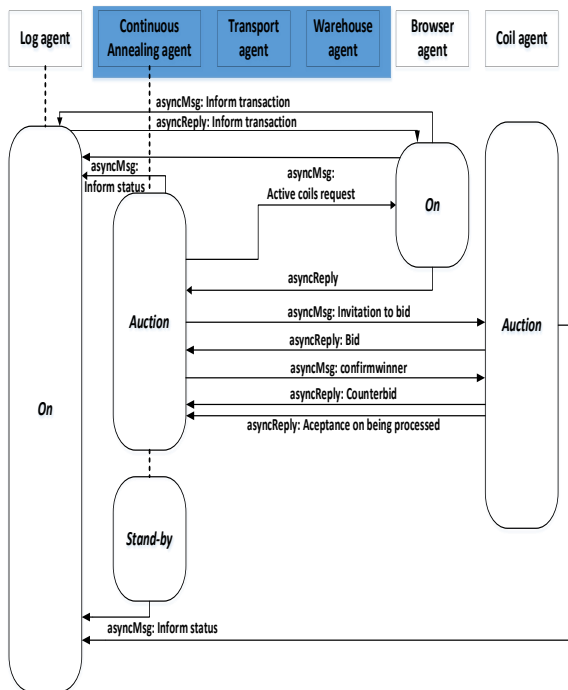 Log agent
Continuous
Annealing agent
Transport
agent
Warehouse
agent
Browser
agent
Coil agent
asyncMsg: Inform transaction
asyncReply: Inform transaction
asyncMsg:
Inform status
asyncMsg:
Active coils request
On
asyncReply
asyncMsg: Invitation to bid
Auction
Auction
asyncReply: Bid
asyncMsg: confirmwinner
asyncReply: Counterbid
On
asyncReply: Aceptance on being processed
Stand-by
asyncMsg: Inform status